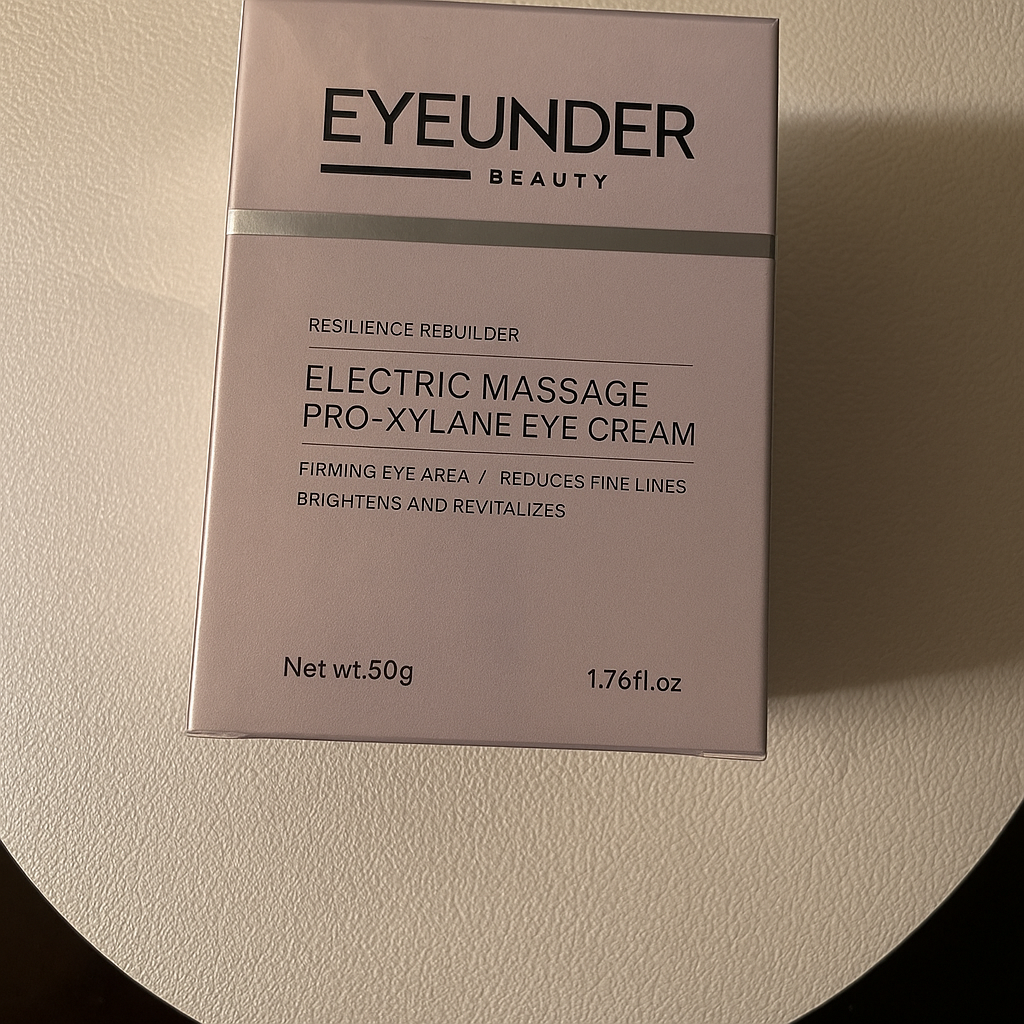 EYEUNDER
BEAUTY
RESILIENCE REBUILDER
ELECTRIC MASSAGE
PRO-XYLANE EYE CREAM
FIRMING EYE AREA / REDUCES FINE LINES
BRIGHTENS AND REVITALIZES
Net wt.50g 1.76fl.oz